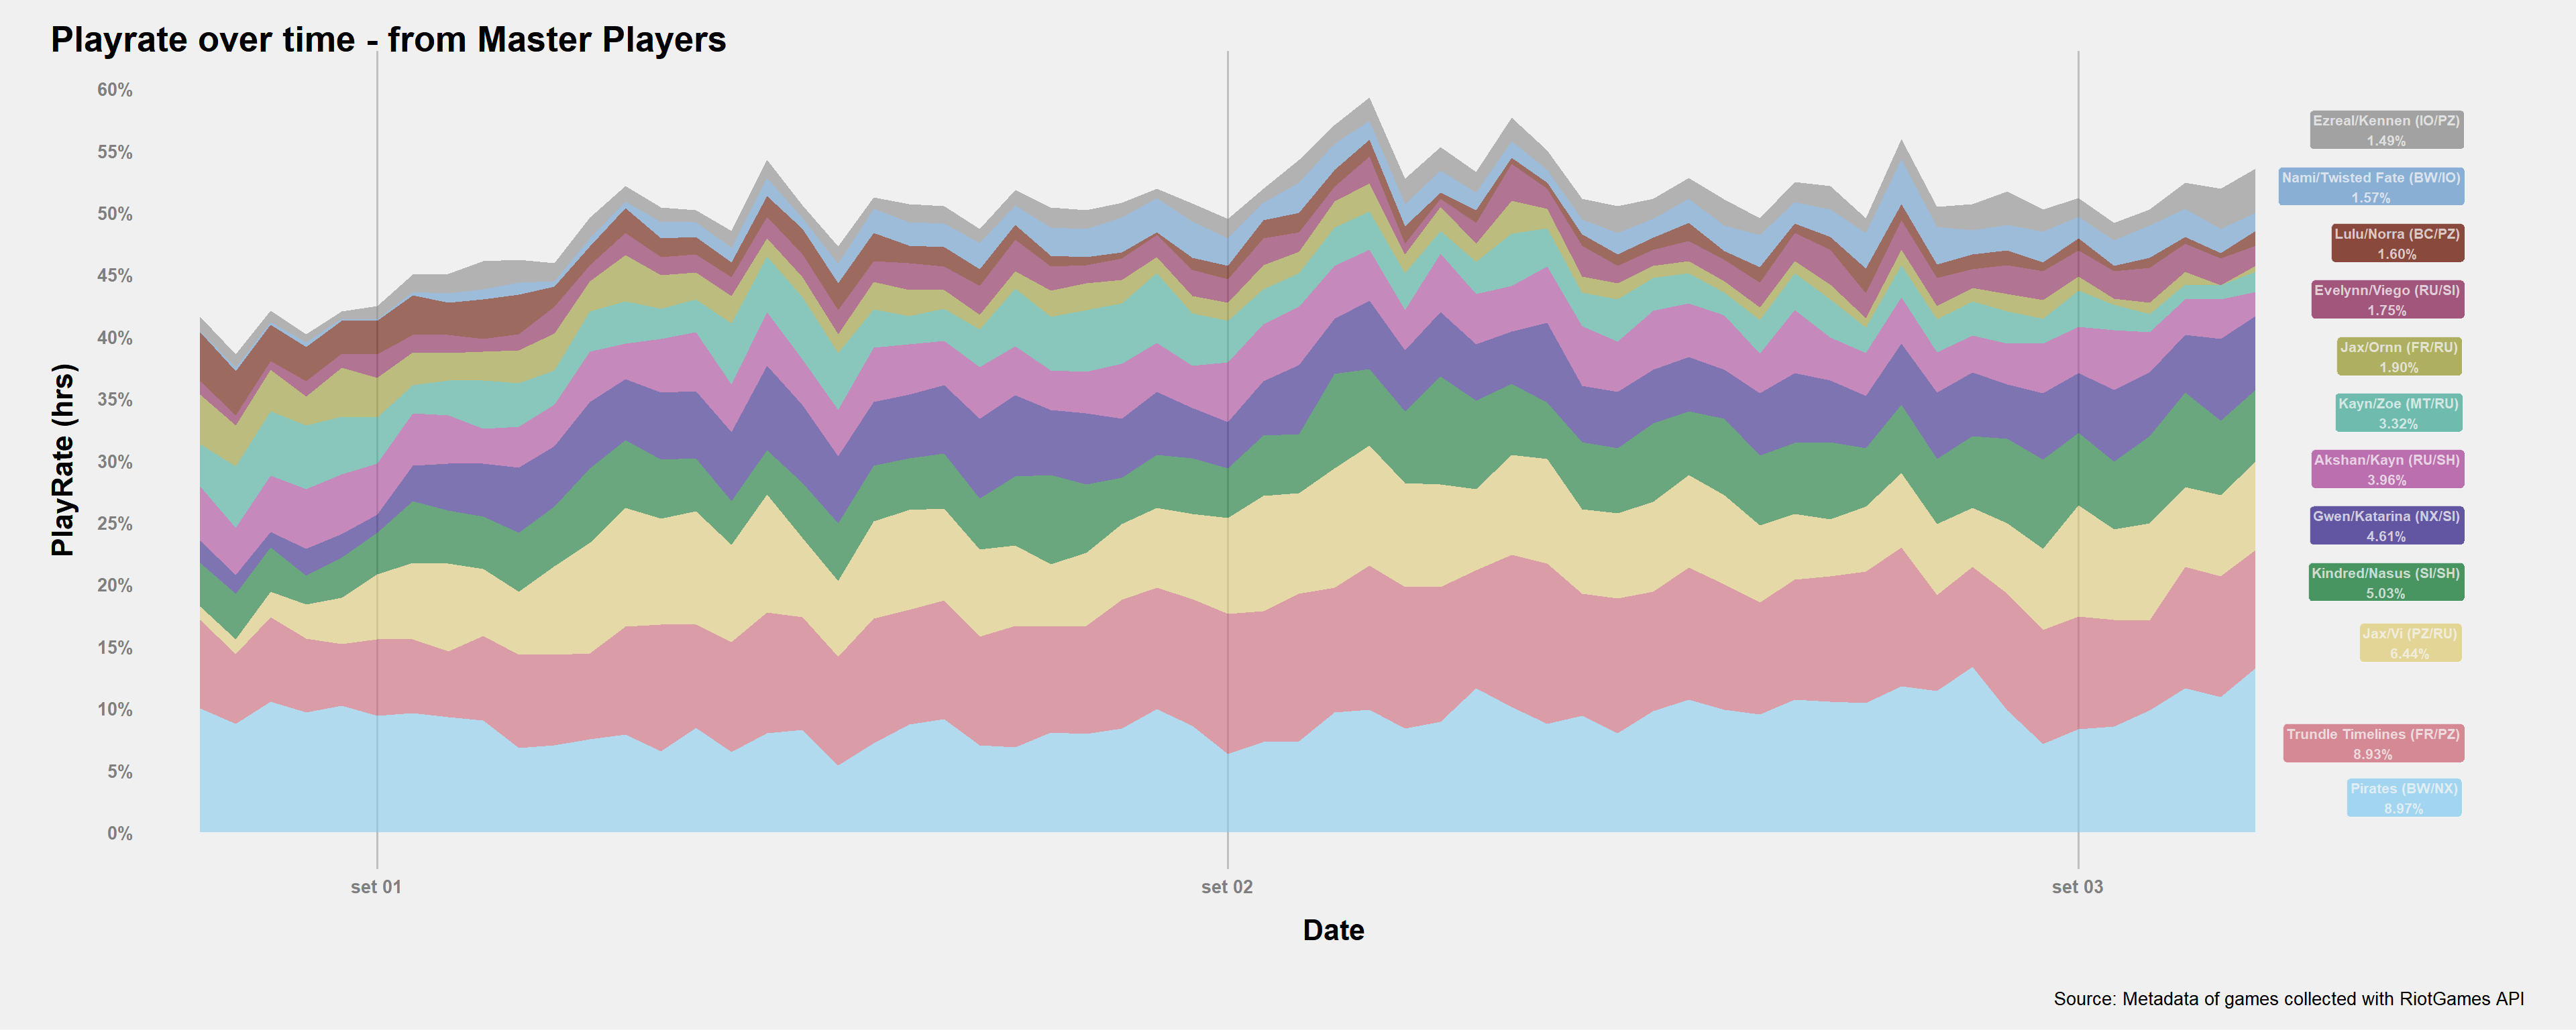 Playrate over time - from Master Players
60%
55%
50%
45%
40%
35%
30%
25%
20%
15%
10%
5%
0%
PlayRate (hrs)
set 01
set 02
set 03
Date
Ezreal/Kennen (IO/PZ)
1.49%
Nami/Twisted Fate (BW/IO)
1.57%
Lulu/Norra (BC/PZ)
1.60%
Evelynn/Viego (RU/SI)
1.75%
Jax/Ornn (FR/RU)
1.90%
Kayn/Zoe (MT/RU)
3.32%
Akshan/Kayn (RU/SH)
3.96%
Gwen/Katarina (NX/SI)
4.61%
Kindred/Nasus (SI/SH)
5.03%
Jax/Vi (PZ/RU)
6.44%
Trundle Timelines (FR/PZ)
8.93%
Pirates (BW/NX)
8.97%
Source: Metadata of games collected with RiotGames API